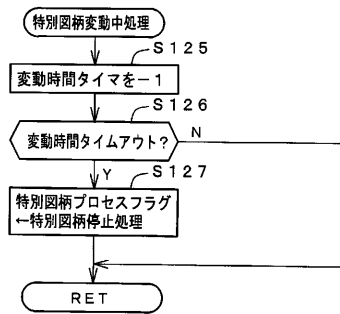 特別図柄変動中処理
S125
変動時間タイマを－1
S126
変動時間タイムアウト?
N
Y
S127
特別図柄プロセスフラグ
←特別図柄停止処理
RET